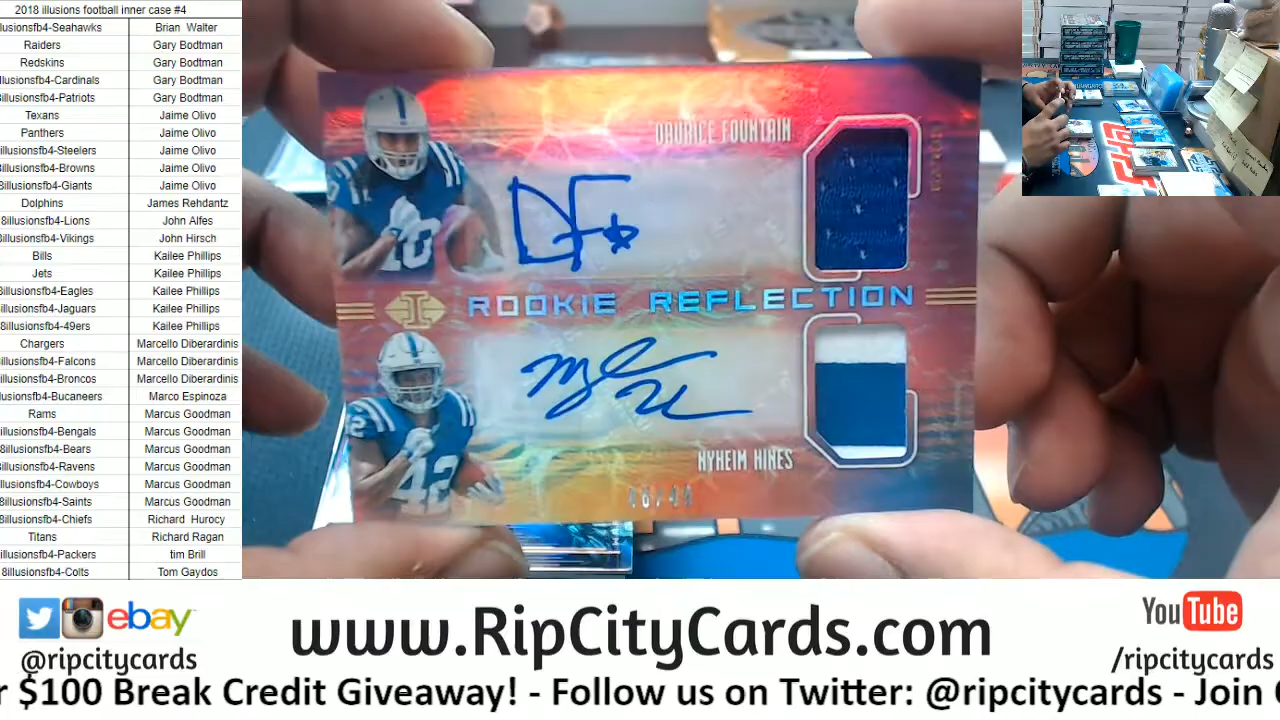 2018 illusions football inner case #4
llusionsfb4-Seahawks Brian Walter
Raiders Gary Bodtman
Redskins Gary Bodtman
llusionsfb4-Cardinals Gary Bodtman
illusionsfb4-Patriots Gary Bodtman
Texans Jaime Olivo
Panthers Jaime Olivo
8illusionsfb4-Steelers Jaime Olivo
illusionsfb4-Browns Jaime Olivo
8illusionsfb4-Giants Jaime Olivo
Dolphins James Rehdantz
8illusionsfb4-Lions John Alfes
illusionsfb4-Vikings John Hirsch
Bills Kailee Phillips
Jets Kailee Phillips
8illusionsfb4-Eagles Kailee Phillips
illusionsfb4-Jaguars Kailee Phillips
8illusionsfb4-49ers Kailee Phillips
Chargers Marcello Diberardinis
illusionsfb4-Falcons Marcello Diberardinis
illusionsfb4-Broncos Marcello Diberardinis
lusionsfb4-Bucaneers Marco Espinoza
Rams Marcus Goodman
illusionsfb4-Bengals Marcus Goodman
8illusionsfb4-Bears Marcus Goodman
illusionsfb4-Ravens Marcus Goodman
illusionsfb4-Cowboys Marcus Goodman
8illusionsfb4-Saints Marcus Goodman
8illusionsfb4-Chiefs Richard Hurocy
Titans Richard Ragan
illusionsfb4-Packers tim Brill
8illusionsfb4-Colts Tom Gaydos
DAURICE FOUNTAIN
10
ROOKIE REFLECTION
42
NYHEIM HINES
ebay
@ripcitycards
www.RipCityCards.com
YouTube
/ripcitycards
r $100 Break Credit Giveaway! - Follow us on Twitter: @ripcitycards - Join